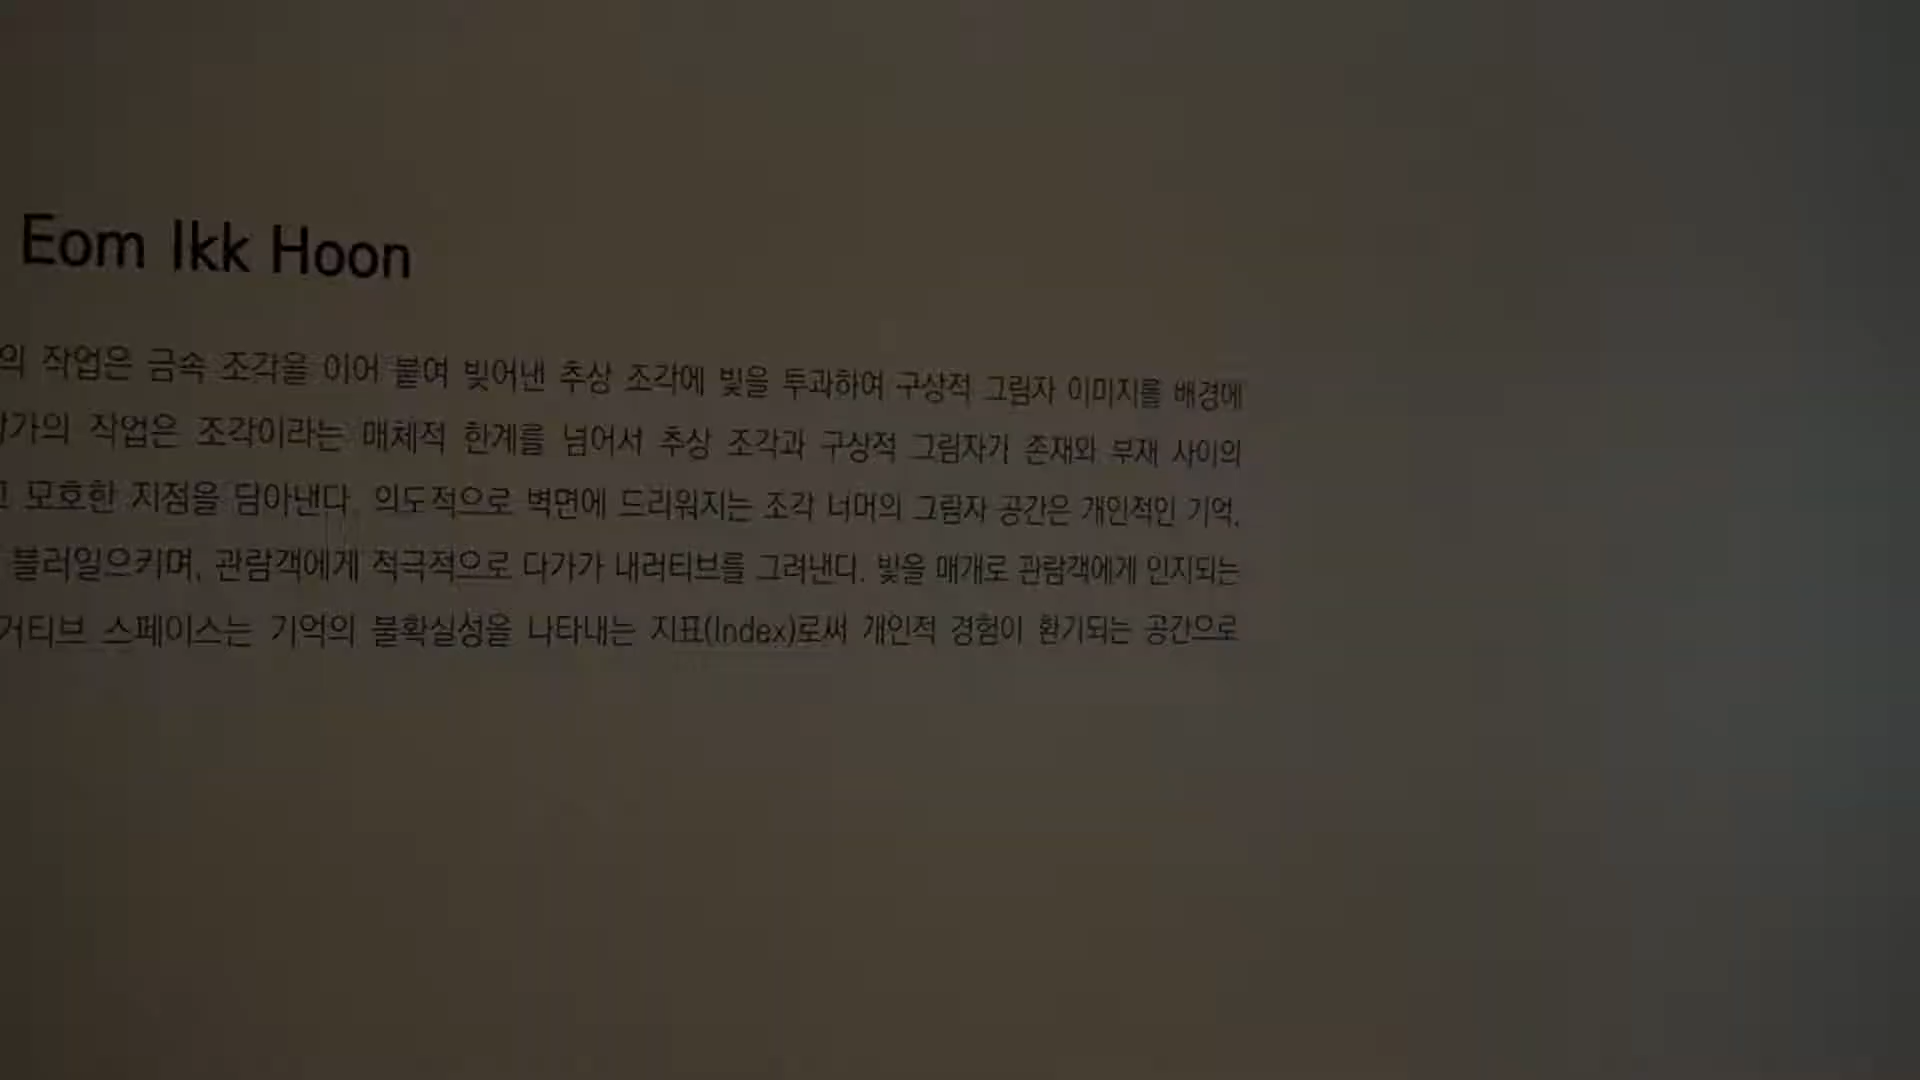 Eom Ikk Hoon
의 작업은 금속 조각을 이어 붙여 빚어낸 추상 조각에 빛을 투과하여 구상적 그림자 이미지를 배경에
작업은 조각이라는 매체적 한계를 넘어서 추상 조각과 구상적 그림자가 존재와 부재 사이의
모호한 지점을 담아낸다. 의도적으로 벽면에 드리워지는 조각 너머의 그림자 공간은 개인적인 기억,
불러일으키며, 관람객에게 적극적으로 다가가 내러티브를 그려낸다. 빛을 매개로 관람객에게 인지되는
스페이스는 기억의 불확실성을 나타내는 지표(Index)로써 개인적 경험이 환기되는 공간으로